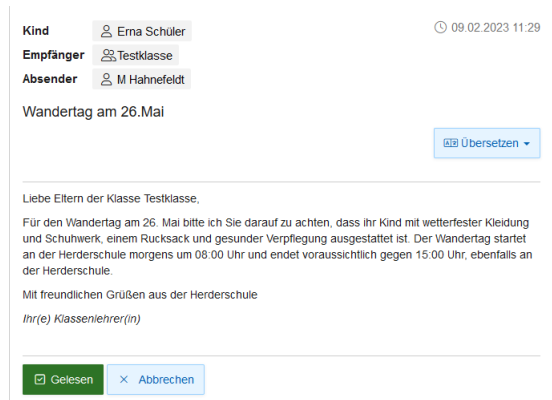 Kind Erna Schüler 09.02.2023 11:29
Empfänger Testklasse
Absender M Hahnefeldt
Wandertag am 26.Mai
Übersetzen
Liebe Eltern der Klasse Testklasse,
Für den Wandertag am 26. Mai bitte ich Sie darauf zu achten, dass ihr Kind mit wetterfester Kleidung
und Schuhwerk, einem Rucksack und gesunder Verpflegung ausgestattet ist. Der Wandertag startet
an der Herderschule morgens um 08:00 Uhr und endet voraussichtlich gegen 15:00 Uhr, ebenfalls an
der Herderschule.
Mit freundlichen Grüßen aus der Herderschule
Ihr(e) Klassenlehrer(in)
Gelesen Abbrechen